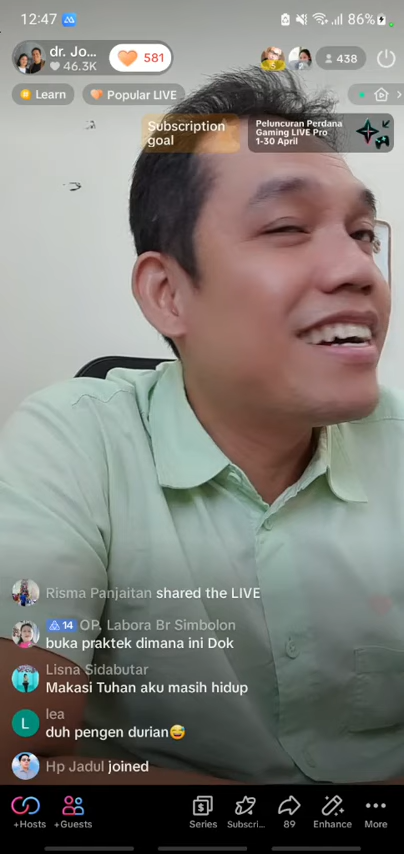 12:47
86%
dr. Jo...
46.3K
581
438
Learn
Popular LIVE
Subscription
goal
Peluncuran Perdana
Gaming LIVE Pro
1-30 April
Risma Panjaitan shared the LIVE
14 OP. Labora Br Simbolon
buka praktek dimana ini Dok
Lisna Sidabutar
Makasi Tuhan aku masih hidup
L
lea
duh pengen durian😅
Hp Jadul joined
+Hosts
+Guests
Series
Subscri...
89
Enhance
More